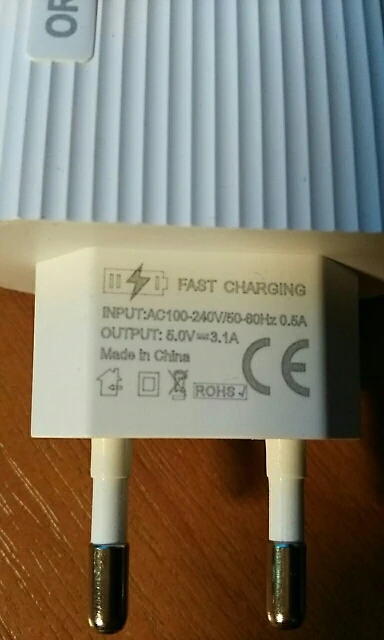 OR
FAST CHARGING
INPUT:AC100-240V/50-60Hz 0.5A
OUTPUT: 5.0V⎓3.1A
Made in China
CE
ROHS✓